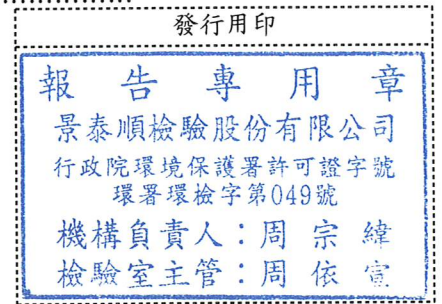 發行用印
報告專用章
景泰順檢驗股份有限公司
行政院環境保護署許可證字號
環署環檢字第049號
機構負責人：周宗緯
檢驗室主管：周依宣